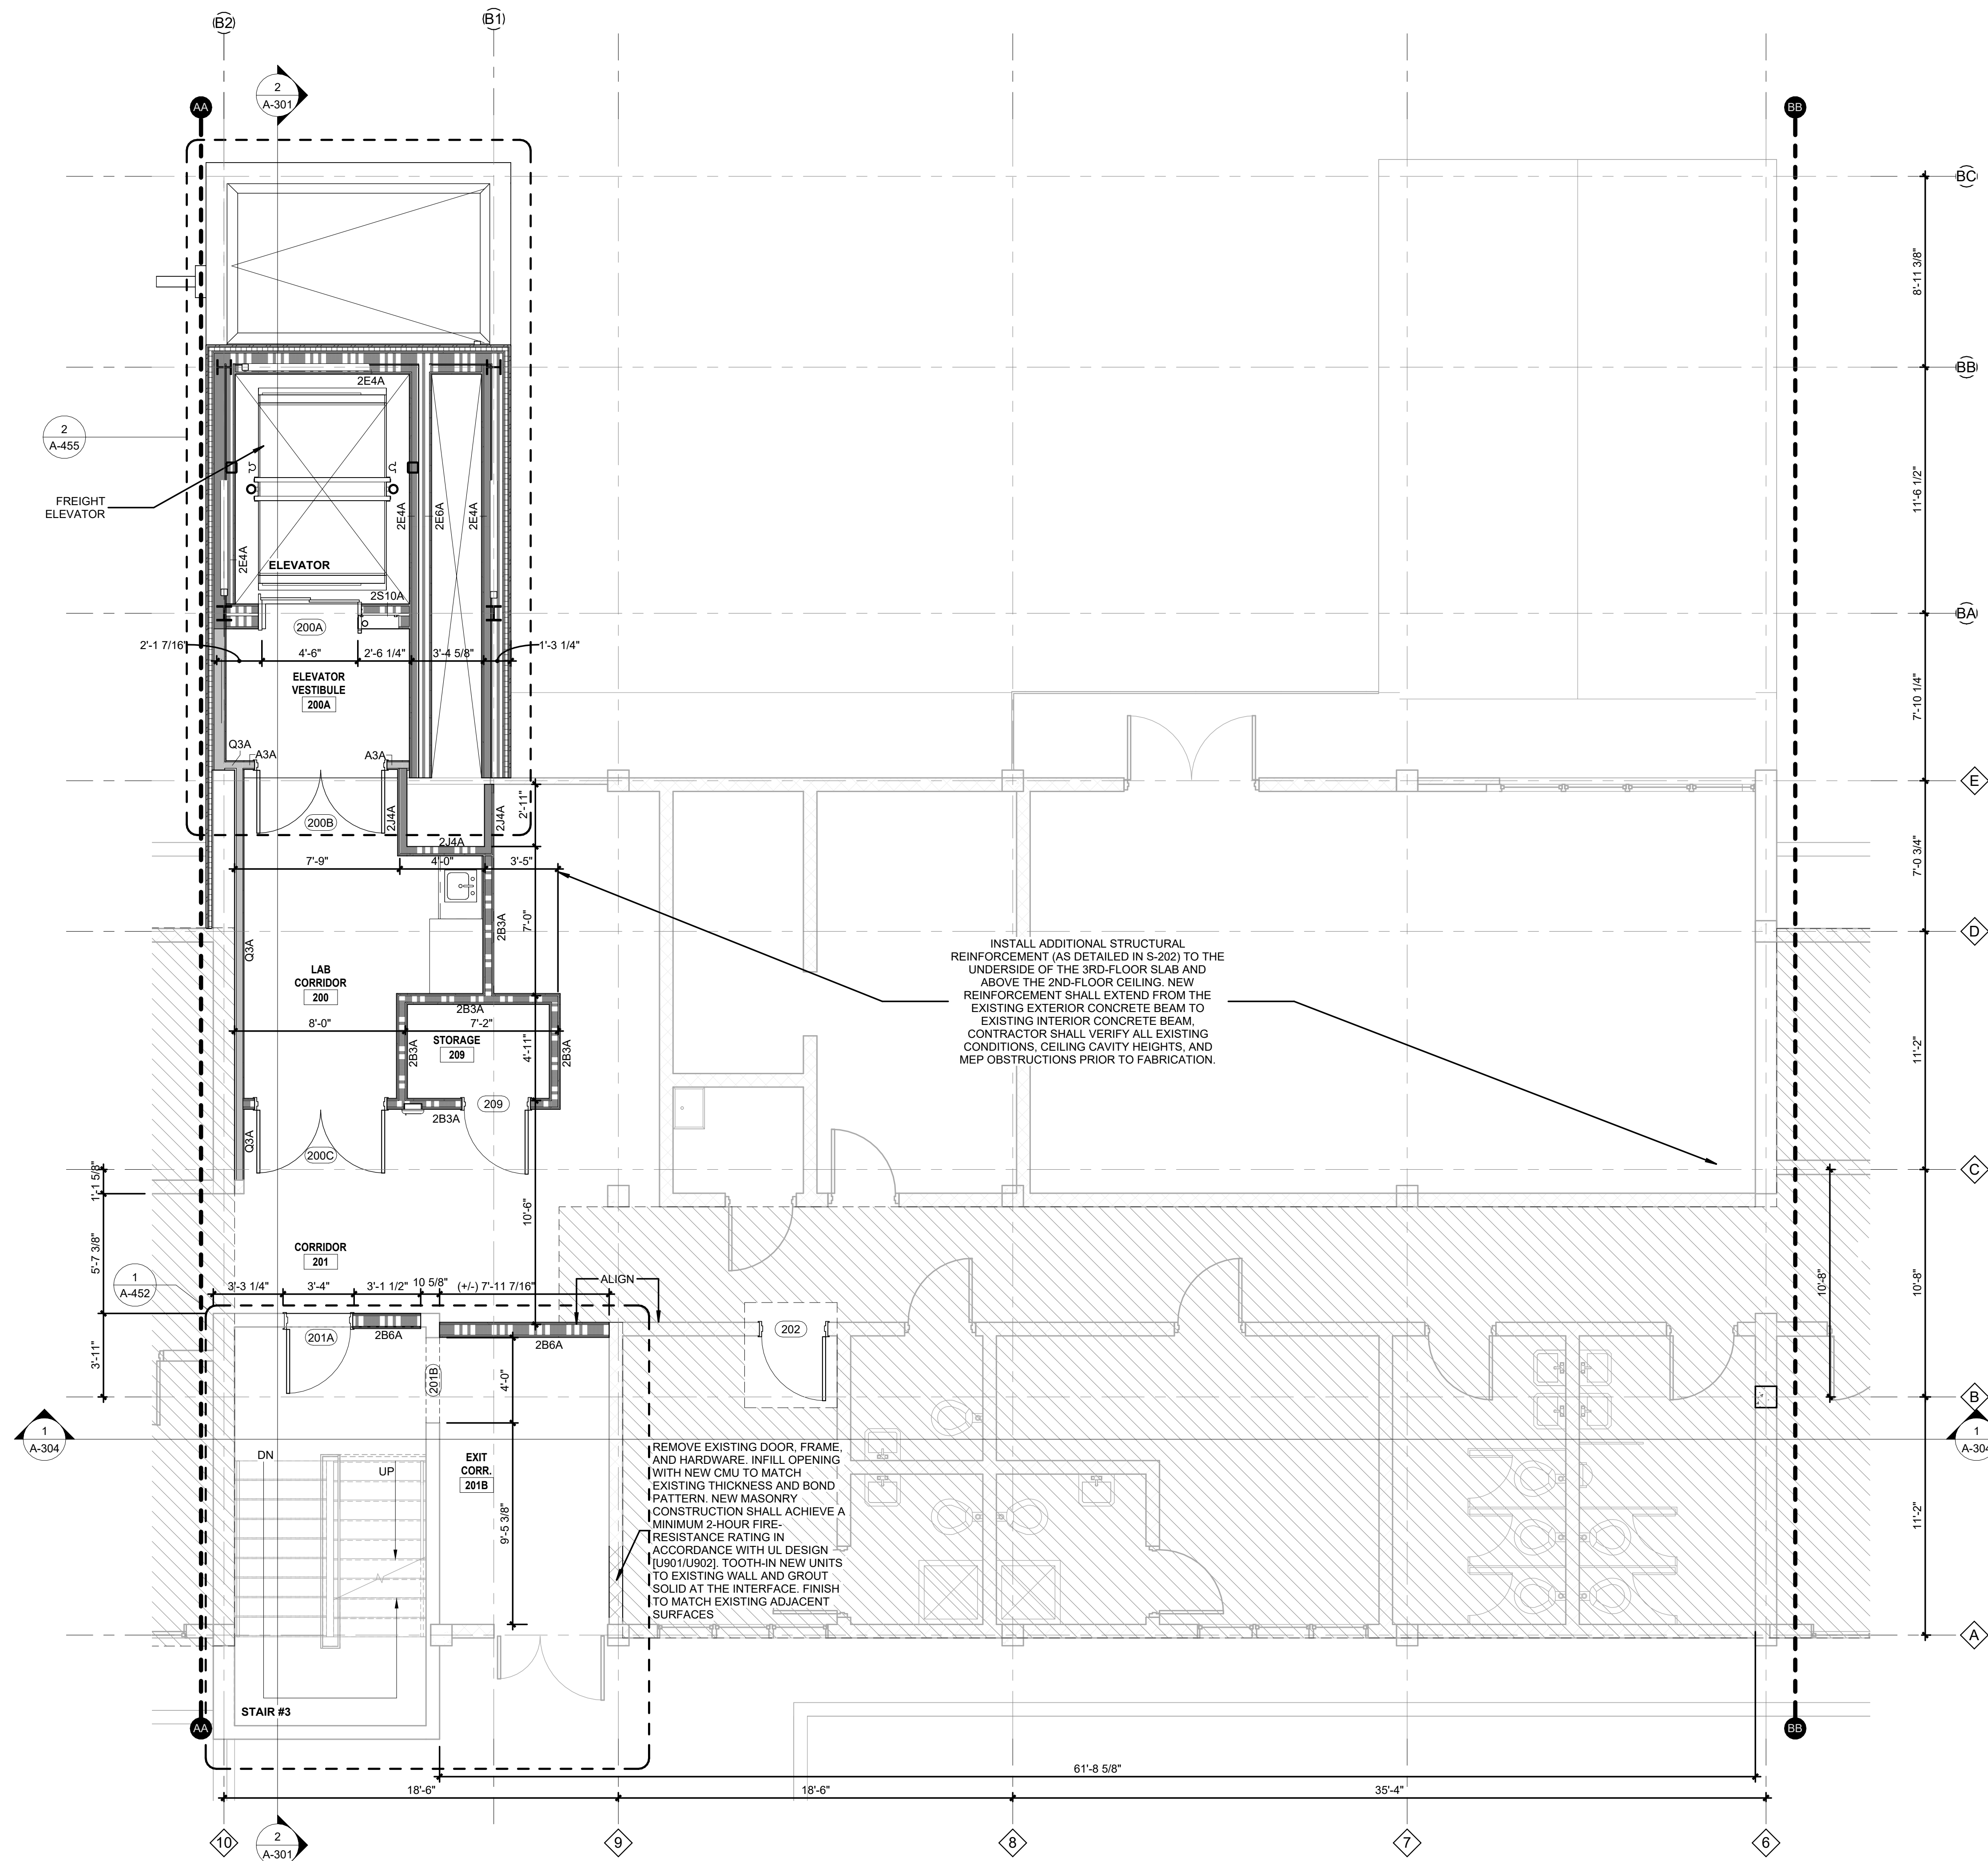 B2
B1
2
A-301
AA
BB
BC
8'-11 3/8"
BB
2E4A
2
A-455
FREIGHT
ELEVATOR
2E4A
2E6A
2E4A
11'-6 1/2"
2E4A
ELEVATOR
2S10A
200A
BA
2'-1 7/16"
4'-6"
2'-6 1/4"
3'-4 5/8"
1'-3 1/4"
ELEVATOR
VESTIBULE
200A
7'-10 1/4"
Q3A
A3A
A3A
E
200B
2J4A
2J4A
2'-11"
2J4A
7'-9"
4'-0"
3'-5"
7'-0 3/4"
2B3A
7'-0"
D
Q3A
INSTALL ADDITIONAL STRUCTURAL
REINFORCEMENT (AS DETAILED IN S-202) TO THE
UNDERSIDE OF THE 3RD-FLOOR SLAB AND
ABOVE THE 2ND-FLOOR CEILING. NEW
REINFORCEMENT SHALL EXTEND FROM THE
EXISTING EXTERIOR CONCRETE BEAM TO
EXISTING INTERIOR CONCRETE BEAM,
CONTRACTOR SHALL VERIFY ALL EXISTING
CONDITIONS, CEILING CAVITY HEIGHTS, AND
MEP OBSTRUCTIONS PRIOR TO FABRICATION.
LAB
CORRIDOR
200
2B3A
8'-0"
7'-2"
STORAGE
209
2B3A
4'-11"
2B3A
11'-2"
209
2B3A
Q3A
200C
C
1'-1 5/8"
10'-6"
5'-7 3/8"
CORRIDOR
201
1
A-452
3'-3 1/4"
3'-4"
3'-1 1/2"
10 5/8"
(+/-) 7'-11 7/16"
ALIGN
10'-8"
10'-8"
201A
2B6A
2B6A
202
3'-11"
201B
4'-0"
B
1
A-304
1
A-304
DN
UP
EXIT
CORR.
201B
9'-5 3/8"
REMOVE EXISTING DOOR, FRAME,
AND HARDWARE. INFILL OPENING
WITH NEW CMU TO MATCH
EXISTING THICKNESS AND BOND
PATTERN. NEW MASONRY
CONSTRUCTION SHALL ACHIEVE A
MINIMUM 2-HOUR FIRE-
RESISTANCE RATING IN
ACCORDANCE WITH UL DESIGN
[U901/U902]. TOOTH-IN NEW UNITS
TO EXISTING WALL AND GROUT
SOLID AT THE INTERFACE. FINISH
TO MATCH EXISTING ADJACENT
SURFACES
11'-2"
A
STAIR #3
AA
BB
61'-8 5/8"
18'-6"
18'-6"
35'-4"
10
2
A-301
9
8
7
6